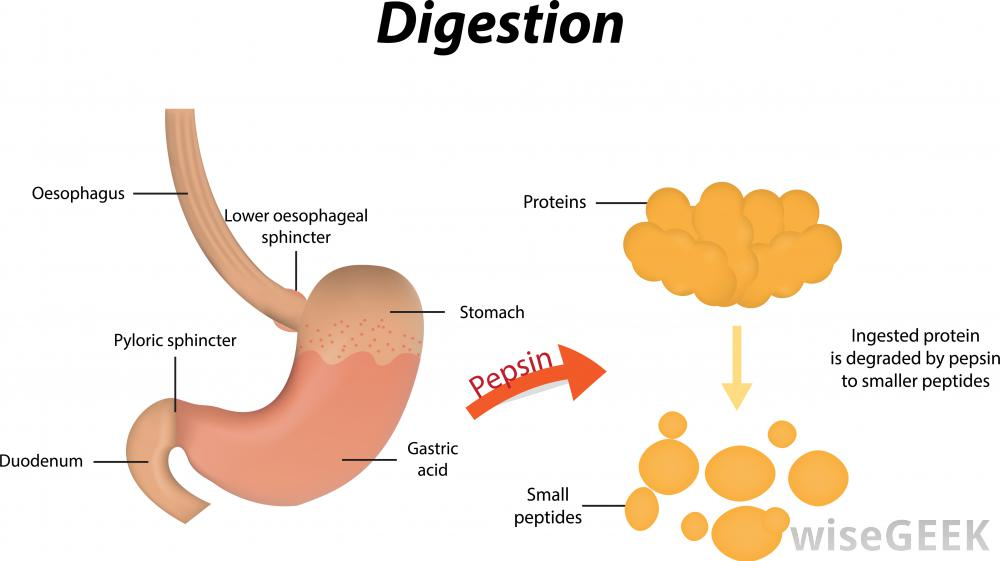 Digestion
Oesophagus
Lower oesophageal
sphincter
Stomach
Pyloric sphincter
Gastric
acid
Duodenum
Pepsin
Proteins
Ingested protein
is degraded by pepsin
to smaller peptides
Small
peptides
wiseGEEK